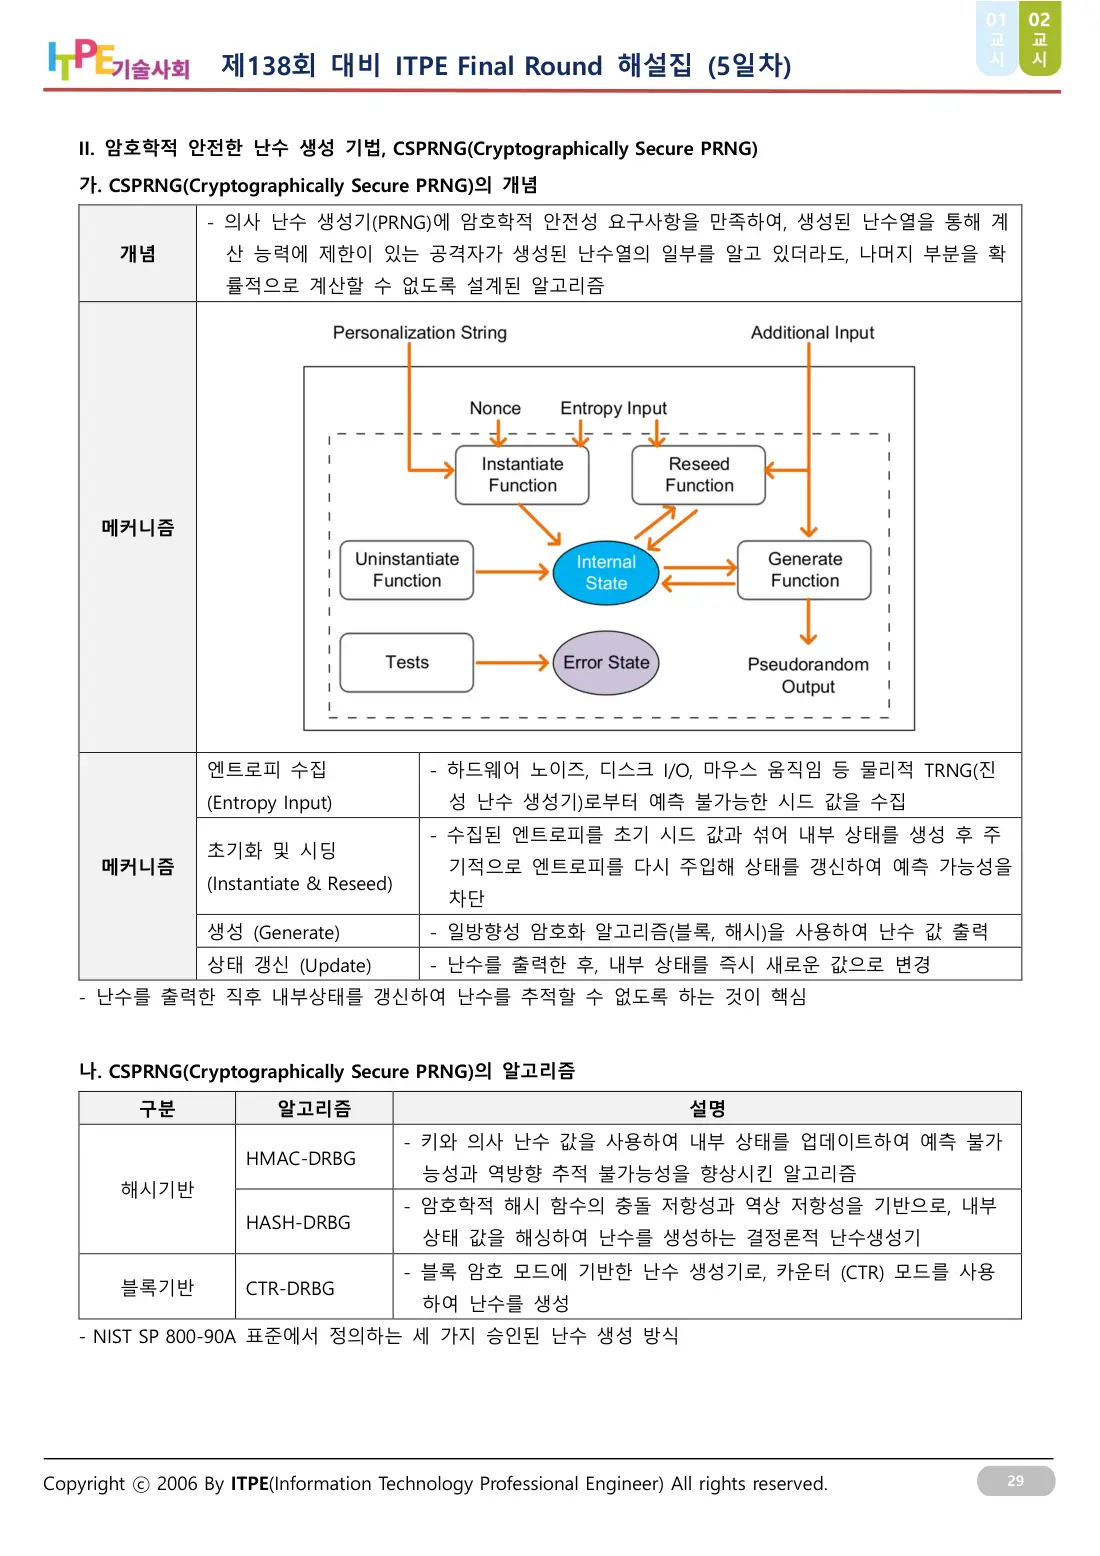 01
교
시
02
교
시
ITPE기술사회
제138회 대비 ITPE Final Round 해설집 (5일차)
II. 암호학적 안전한 난수 생성 기법, CSPRNG(Cryptographically Secure PRNG)
가. CSPRNG(Cryptographically Secure PRNG)의 개념
개념
- 의사 난수 생성기(PRNG)에 암호학적 안전성 요구사항을 만족하여, 생성된 난수열을 통해 계
산 능력에 제한이 있는 공격자가 생성된 난수열의 일부를 알고 있더라도, 나머지 부분을 확
률적으로 계산할 수 없도록 설계된 알고리즘
메커니즘
Personalization String
Additional Input
Nonce
Entropy Input
Instantiate
Function
Reseed
Function
Uninstantiate
Function
Internal
State
Generate
Function
Tests
Error State
Pseudorandom
Output
메커니즘
엔트로피 수집
(Entropy Input)
- 하드웨어 노이즈, 디스크 I/O, 마우스 움직임 등 물리적 TRNG(진
성 난수 생성기)로부터 예측 불가능한 시드 값을 수집
초기화 및 시딩
(Instantiate & Reseed)
- 수집된 엔트로피를 초기 시드 값과 섞어 내부 상태를 생성 후 주
기적으로 엔트로피를 다시 주입해 상태를 갱신하여 예측 가능성을
차단
생성 (Generate)
- 일방향성 암호화 알고리즘(블록, 해시)을 사용하여 난수 값 출력
상태 갱신 (Update)
- 난수를 출력한 후, 내부 상태를 즉시 새로운 값으로 변경
- 난수를 출력한 직후 내부상태를 갱신하여 난수를 추적할 수 없도록 하는 것이 핵심
나. CSPRNG(Cryptographically Secure PRNG)의 알고리즘
구분
알고리즘
설명
해시기반
HMAC-DRBG
- 키와 의사 난수 값을 사용하여 내부 상태를 업데이트하여 예측 불가
능성과 역방향 추적 불가능성을 향상시킨 알고리즘
HASH-DRBG
- 암호학적 해시 함수의 충돌 저항성과 역상 저항성을 기반으로, 내부
상태 값을 해싱하여 난수를 생성하는 결정론적 난수생성기
블록기반
CTR-DRBG
- 블록 암호 모드에 기반한 난수 생성기로, 카운터 (CTR) 모드를 사용
하여 난수를 생성
- NIST SP 800-90A 표준에서 정의하는 세 가지 승인된 난수 생성 방식
Copyright ⓒ 2006 By ITPE(Information Technology Professional Engineer) All rights reserved.
29